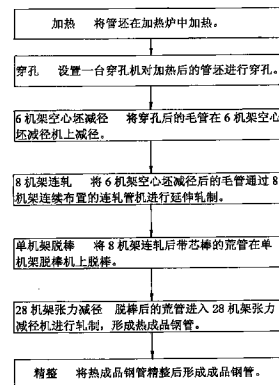 加热 将管坯在加热炉中加热。
穿孔 设置一台穿孔机对加热后的管坯进行穿孔。
6机架空心坯减径 将穿孔后的毛管在6机架空心
坯减径机上减径。
8机架连轧 将6机架空心坯减径后的毛管通过8
机架连续布置的连轧管机进行延伸轧制。
单机架脱棒 将8机架连轧后带芯棒的荒管在单
机架脱棒机上脱棒。
28机架张力减径 脱棒后的荒管进入28机架张力
减径机进行轧制，形成热成品钢管。
精整 将热成品钢管精整后形成成品钢管。